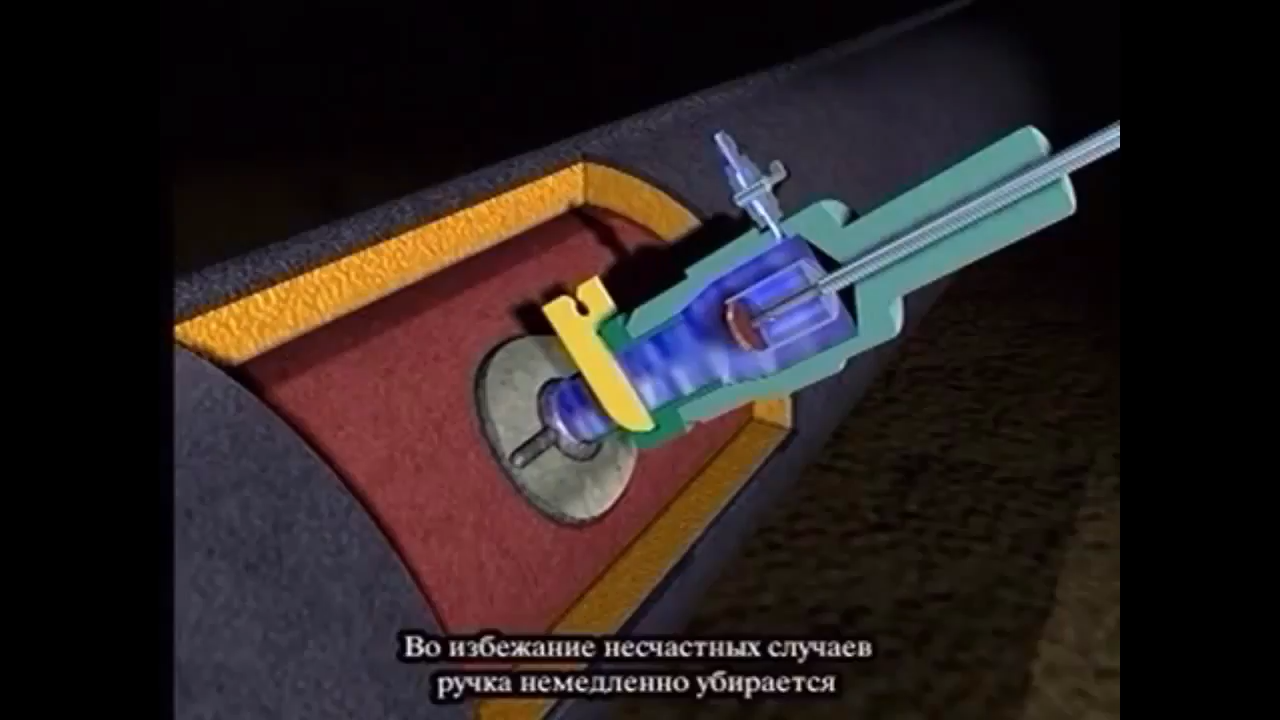 Во избежание несчастных случаев
ручка немедленно убирается